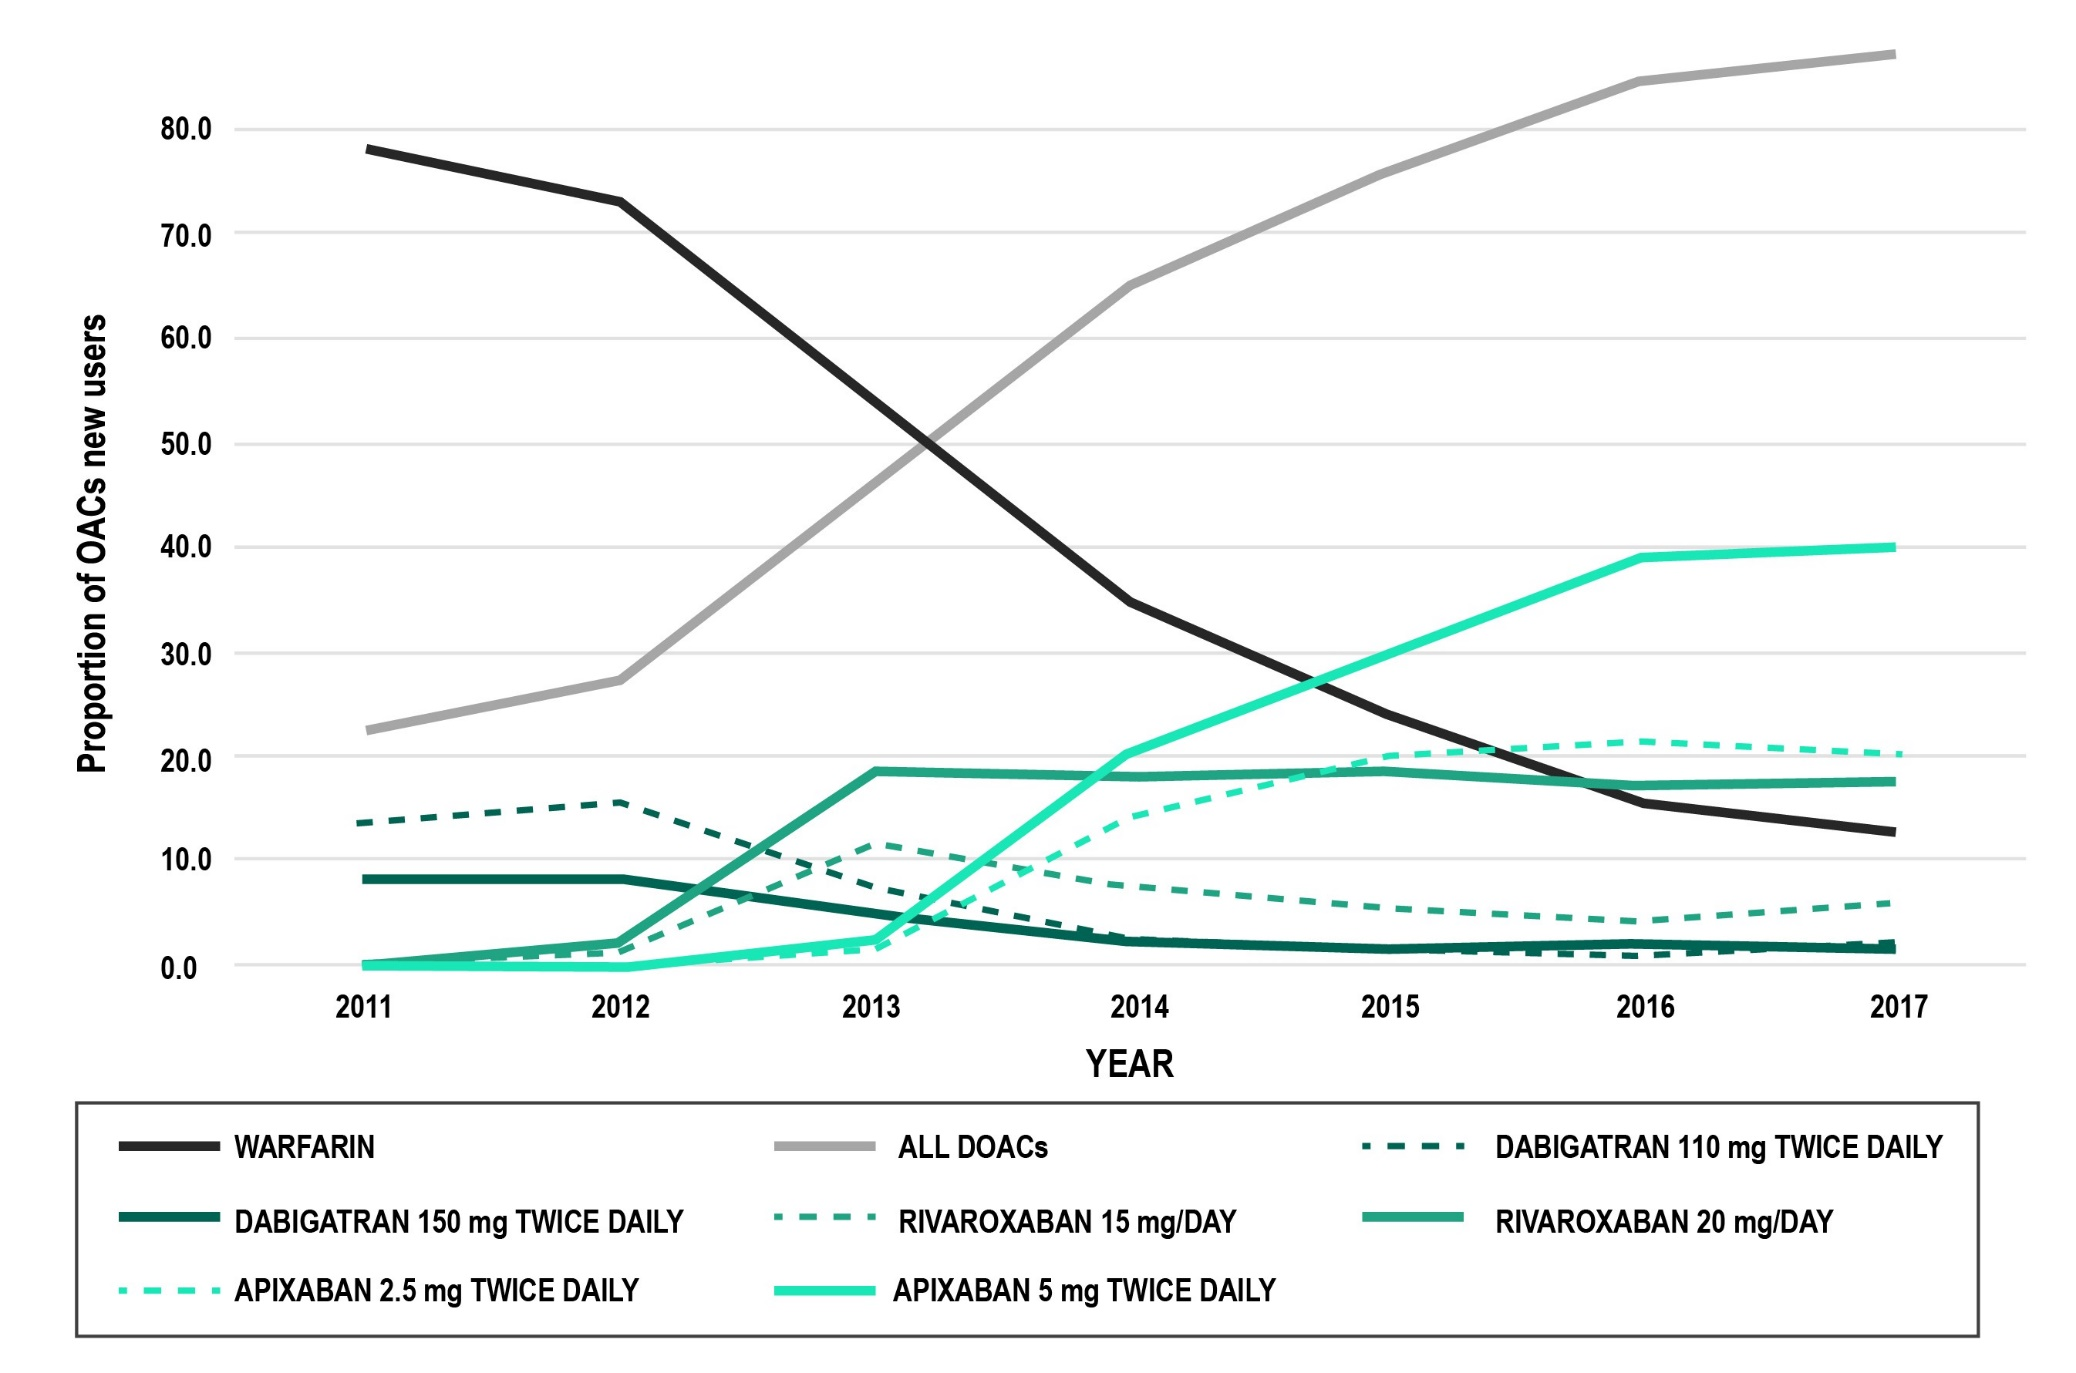 Proportion of OACs new users
80.0
70.0
60.0
50.0
40.0
30.0
20.0
10.0
0.0
2011 2012 2013 2014 2015 2016 2017
YEAR
WARFARIN ALL DOACs DABIGATRAN 110 mg TWICE DAILY
DABIGATRAN 150 mg TWICE DAILY RIVAROXABAN 15 mg/DAY RIVAROXABAN 20 mg/DAY
APIXABAN 2.5 mg TWICE DAILY APIXABAN 5 mg TWICE DAILY